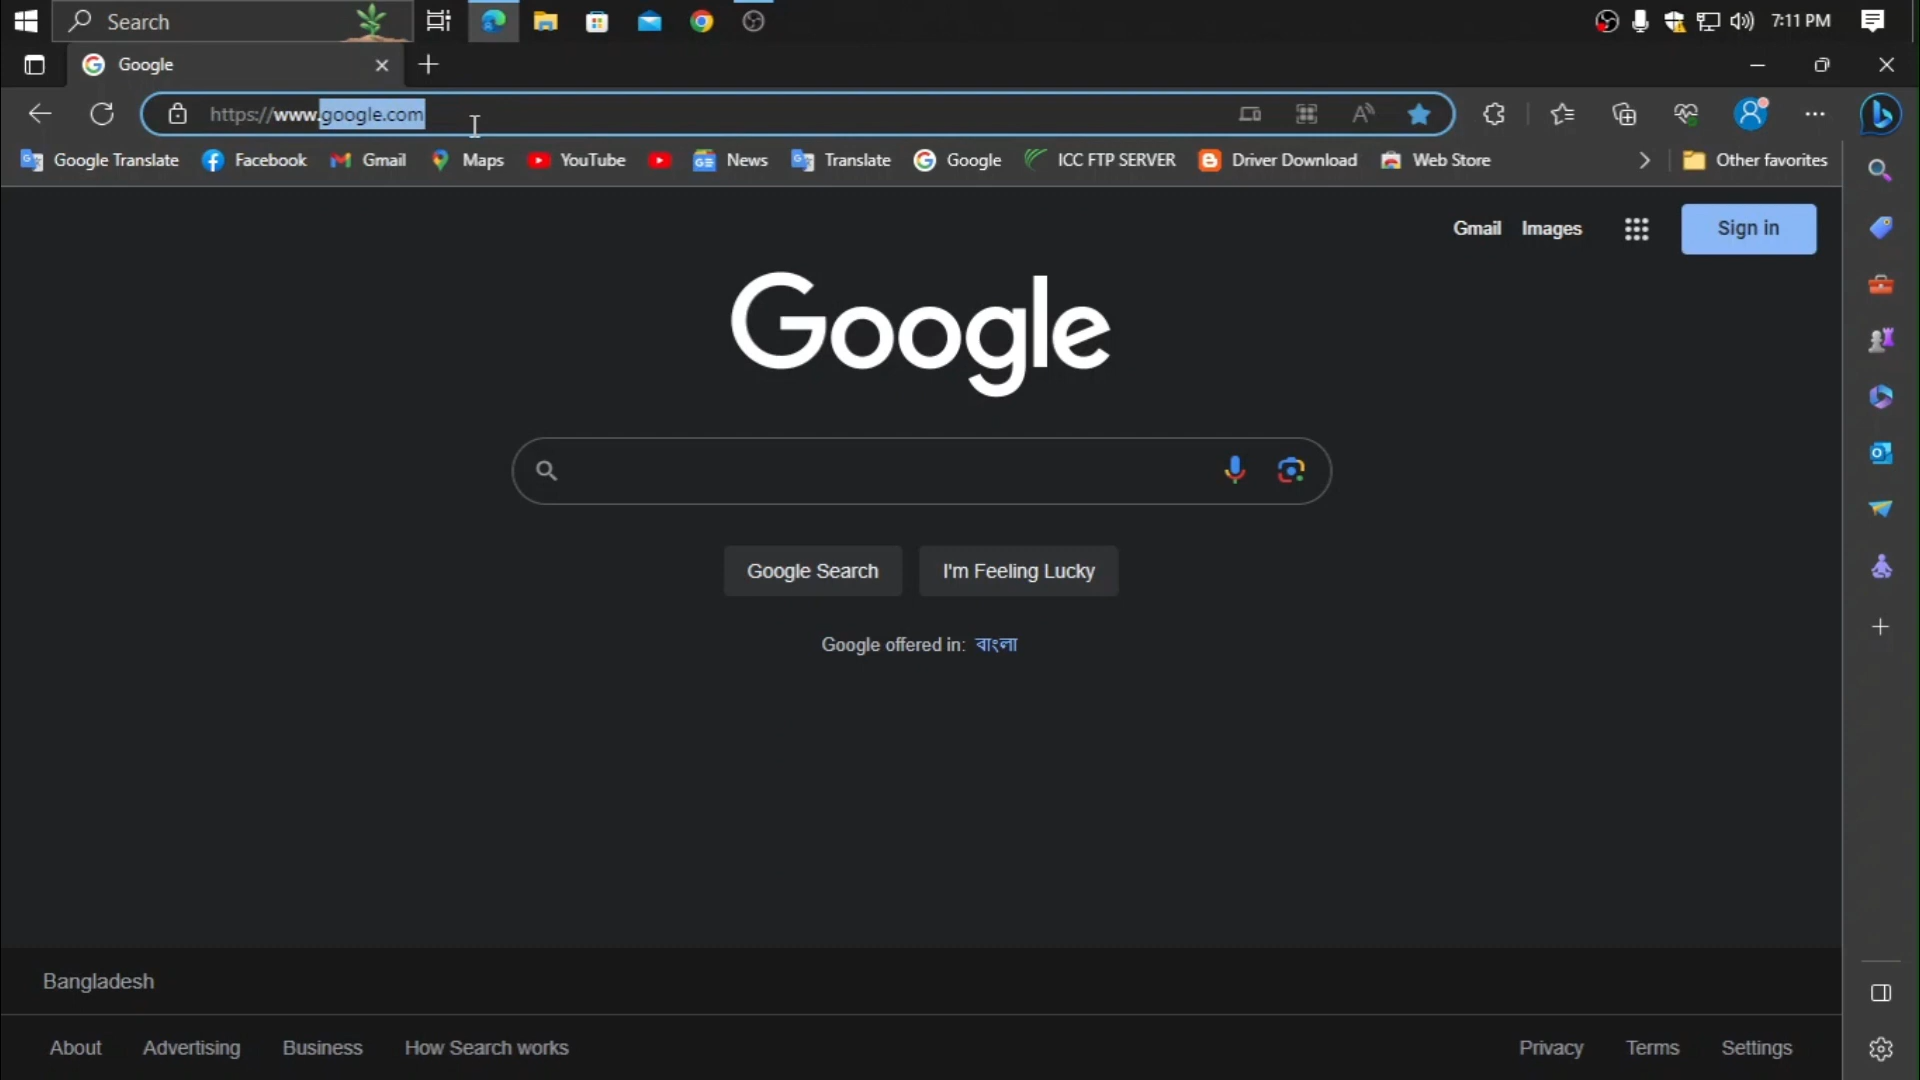 Search
7:11 PM
Google
https://www.google.com
Google Translate Facebook Gmail Maps YouTube News Translate Google ICC FTP SERVER Driver Download Web Store Other favorites
Gmail Images Sign in
Google
Google Search I'm Feeling Lucky
Google offered in: বাংলা
Bangladesh
About Advertising Business How Search works Privacy Terms Settings